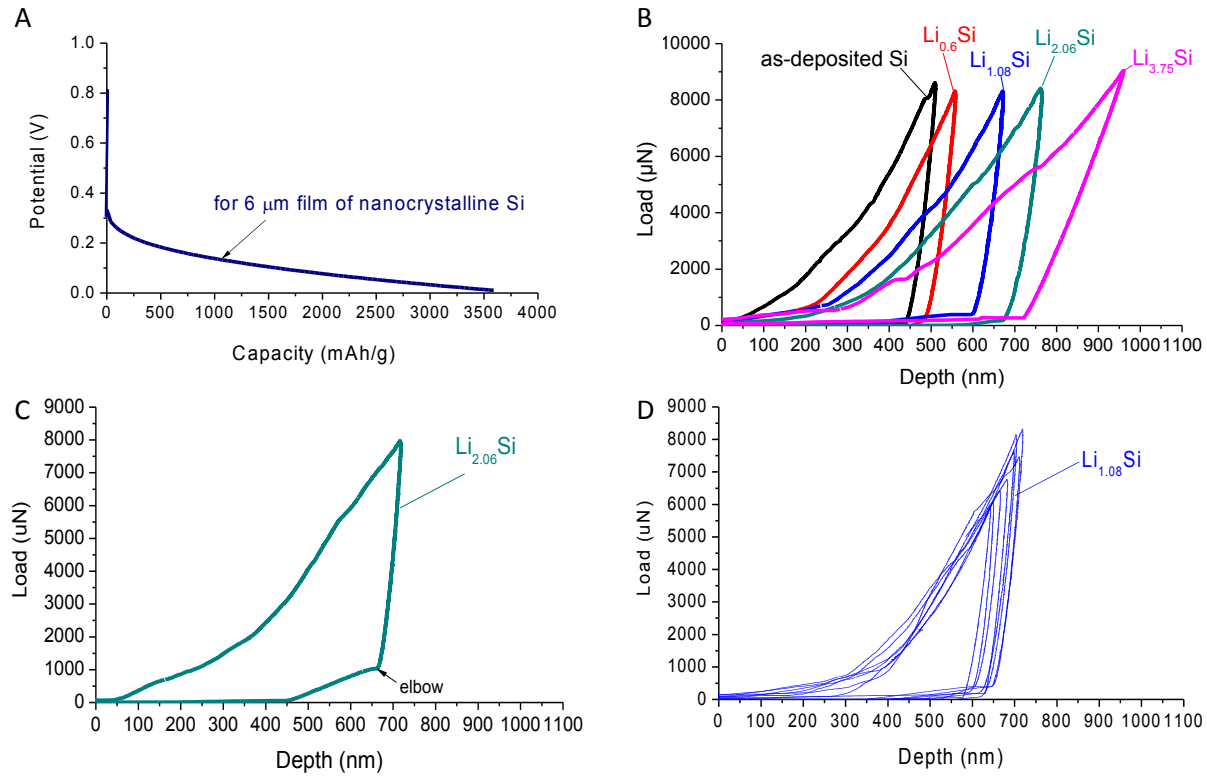 A
1.0
0.8
0.6
0.4
0.2
0.0
Potential (V)
for 6 μm film of nanocrystalline Si
0 500 1000 1500 2000 2500 3000 3500 4000
Capacity (mAh/g)
B
10000
8000
6000
4000
2000
0
Load (μN)
as-deposited Si
Li0.6Si
Li1.08Si
Li2.06Si
Li3.75Si
0 100 200 300 400 500 600 700 800 900 1000 1100
Depth (nm)
C
9000
8000
7000
6000
5000
4000
3000
2000
1000
0
Load (uN)
Li2.06Si
elbow
0 100 200 300 400 500 600 700 800 900 1000 1100
Depth (nm)
D
9000
8000
7000
6000
5000
4000
3000
2000
1000
0
Load (uN)
Li1.08Si
0 100 200 300 400 500 600 700 800 900 1000 1100
Depth (nm)